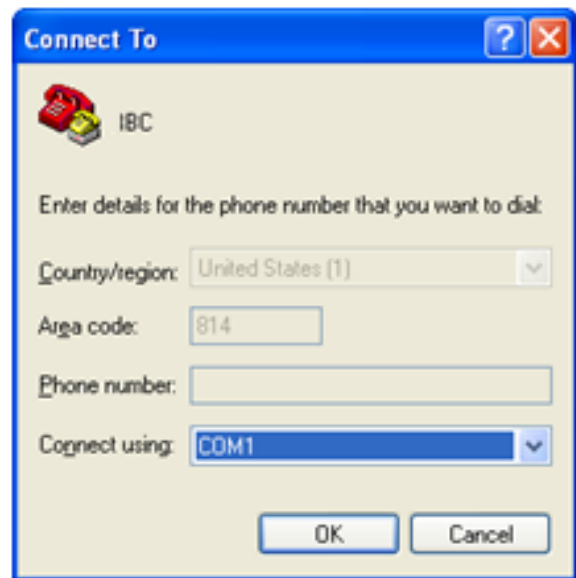 Connect To
IBC
Enter details for the phone number that you want to dial:
Country/region: United States (1)
Area code: 814
Phone number:
Connect using: COM1
OK Cancel